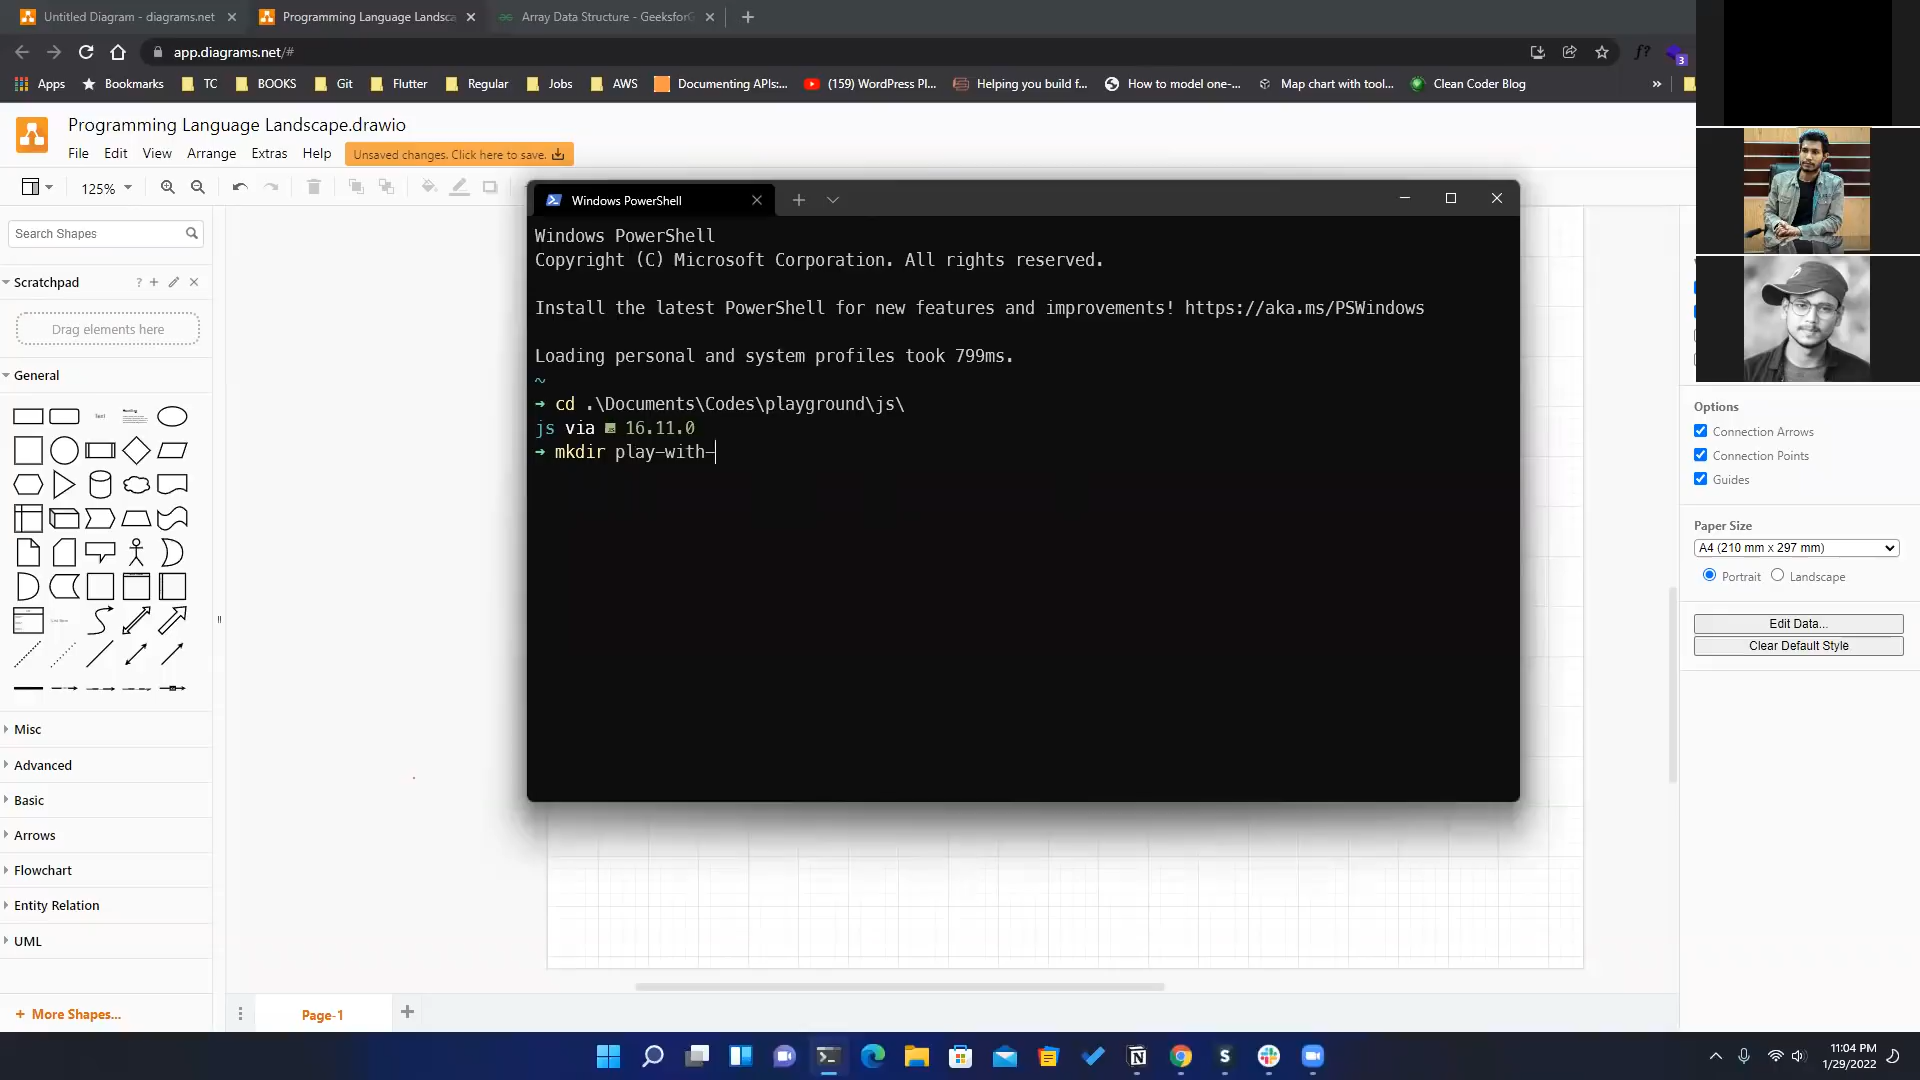 Untitled Diagram - diagrams.net
Programming Language Landsca
Array Data Structure - GeeksforG
app.diagrams.net/#
Apps
Bookmarks
TC
BOOKS
Git
Flutter
Regular
Jobs
AWS
Documenting APIs:...
(159) WordPress Pl...
Helping you build f...
How to model one-...
Map chart with tool...
Clean Coder Blog
»
f?
3
Programming Language Landscape.drawio
File Edit View Arrange Extras Help
Unsaved changes. Click here to save.
125%
Search Shapes
Scratchpad
?
Drag elements here
General
Text
Heading
List Item
Misc
Advanced
Basic
Arrows
Flowchart
Entity Relation
UML
+ More Shapes...
Windows PowerShell
Windows PowerShell
Copyright (C) Microsoft Corporation. All rights reserved.
Install the latest PowerShell for new features and improvements! https://aka.ms/PSWindows
Loading personal and system profiles took 799ms.
~
➜ cd .\Documents\Codes\playground\js\
js via 16.11.0
➜ mkdir play-with-
Options
Connection Arrows
Connection Points
Guides
Paper Size
A4 (210 mm x 297 mm)
Portrait
Landscape
Edit Data...
Clear Default Style
Page-1
11:04 PM
1/29/2022